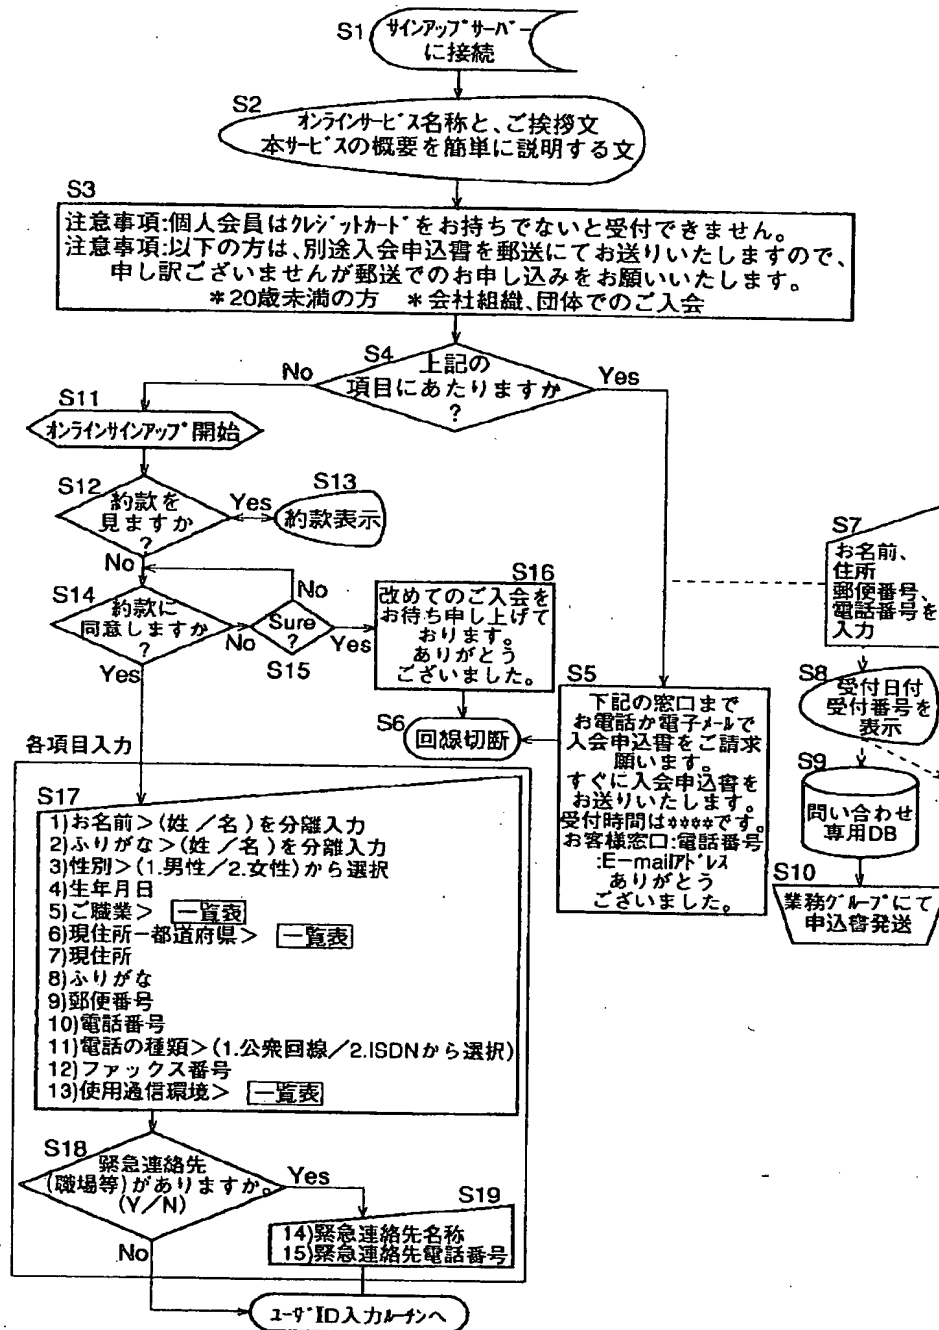 S1
サインアップサーバー
に接続
S2
オンラインサービス名称と、ご挨拶文
本サービスの概要を簡単に説明する文
S3
注意事項:個人会員はクレジットカードをお持ちでないと受付できません。
注意事項:以下の方は、別途入会申込書を郵送にてお送りいたしますので、
申し訳ございませんが郵送でのお申し込みをお願いいたします。
*20歳未満の方 *会社組織、団体でのご入会
S4
上記の
項目にあたりますか
?
No
Yes
S11
オンラインサインアップ開始
S12
約款を
見ますか
?
Yes
S13
約款表示
No
S14
約款に
同意しますか
?
No
Yes
S15
Sure
?
No
Yes
S16
改めてのご入会を
お待ち申し上げて
おります。
ありがとう
ございました。
S6
回線切断
S5
下記の窓口まで
お電話か電子メールで
入会申込書をご請求
願います。
すぐに入会申込書を
お送りいたします。
受付時間は****です。
お客様窓口:電話番号
:E-mailアドレス
ありがとう
ございました。
S7
お名前、
住所
郵便番号、
電話番号を
入力
S8
受付日付
受付番号を
表示
S9
問い合わせ
専用DB
S10
業務グループにて
申込書発送
各項目入力
S17
1)お名前>(姓/名)を分離入力
2)ふりがな>(姓/名)を分離入力
3)性別>(1.男性/2.女性)から選択
4)生年月日
5)ご職業> 一覧表
6)現住所-都道府県> 一覧表
7)現住所
8)ふりがな
9)郵便番号
10)電話番号
11)電話の種類>(1.公衆回線/2.ISDNから選択)
12)ファックス番号
13)使用通信環境> 一覧表
S18
緊急連絡先
(職場等)がありますか。
(Y/N)
Yes
No
S19
14)緊急連絡先名称
15)緊急連絡先電話番号
ユーザID入力ルーチンへ